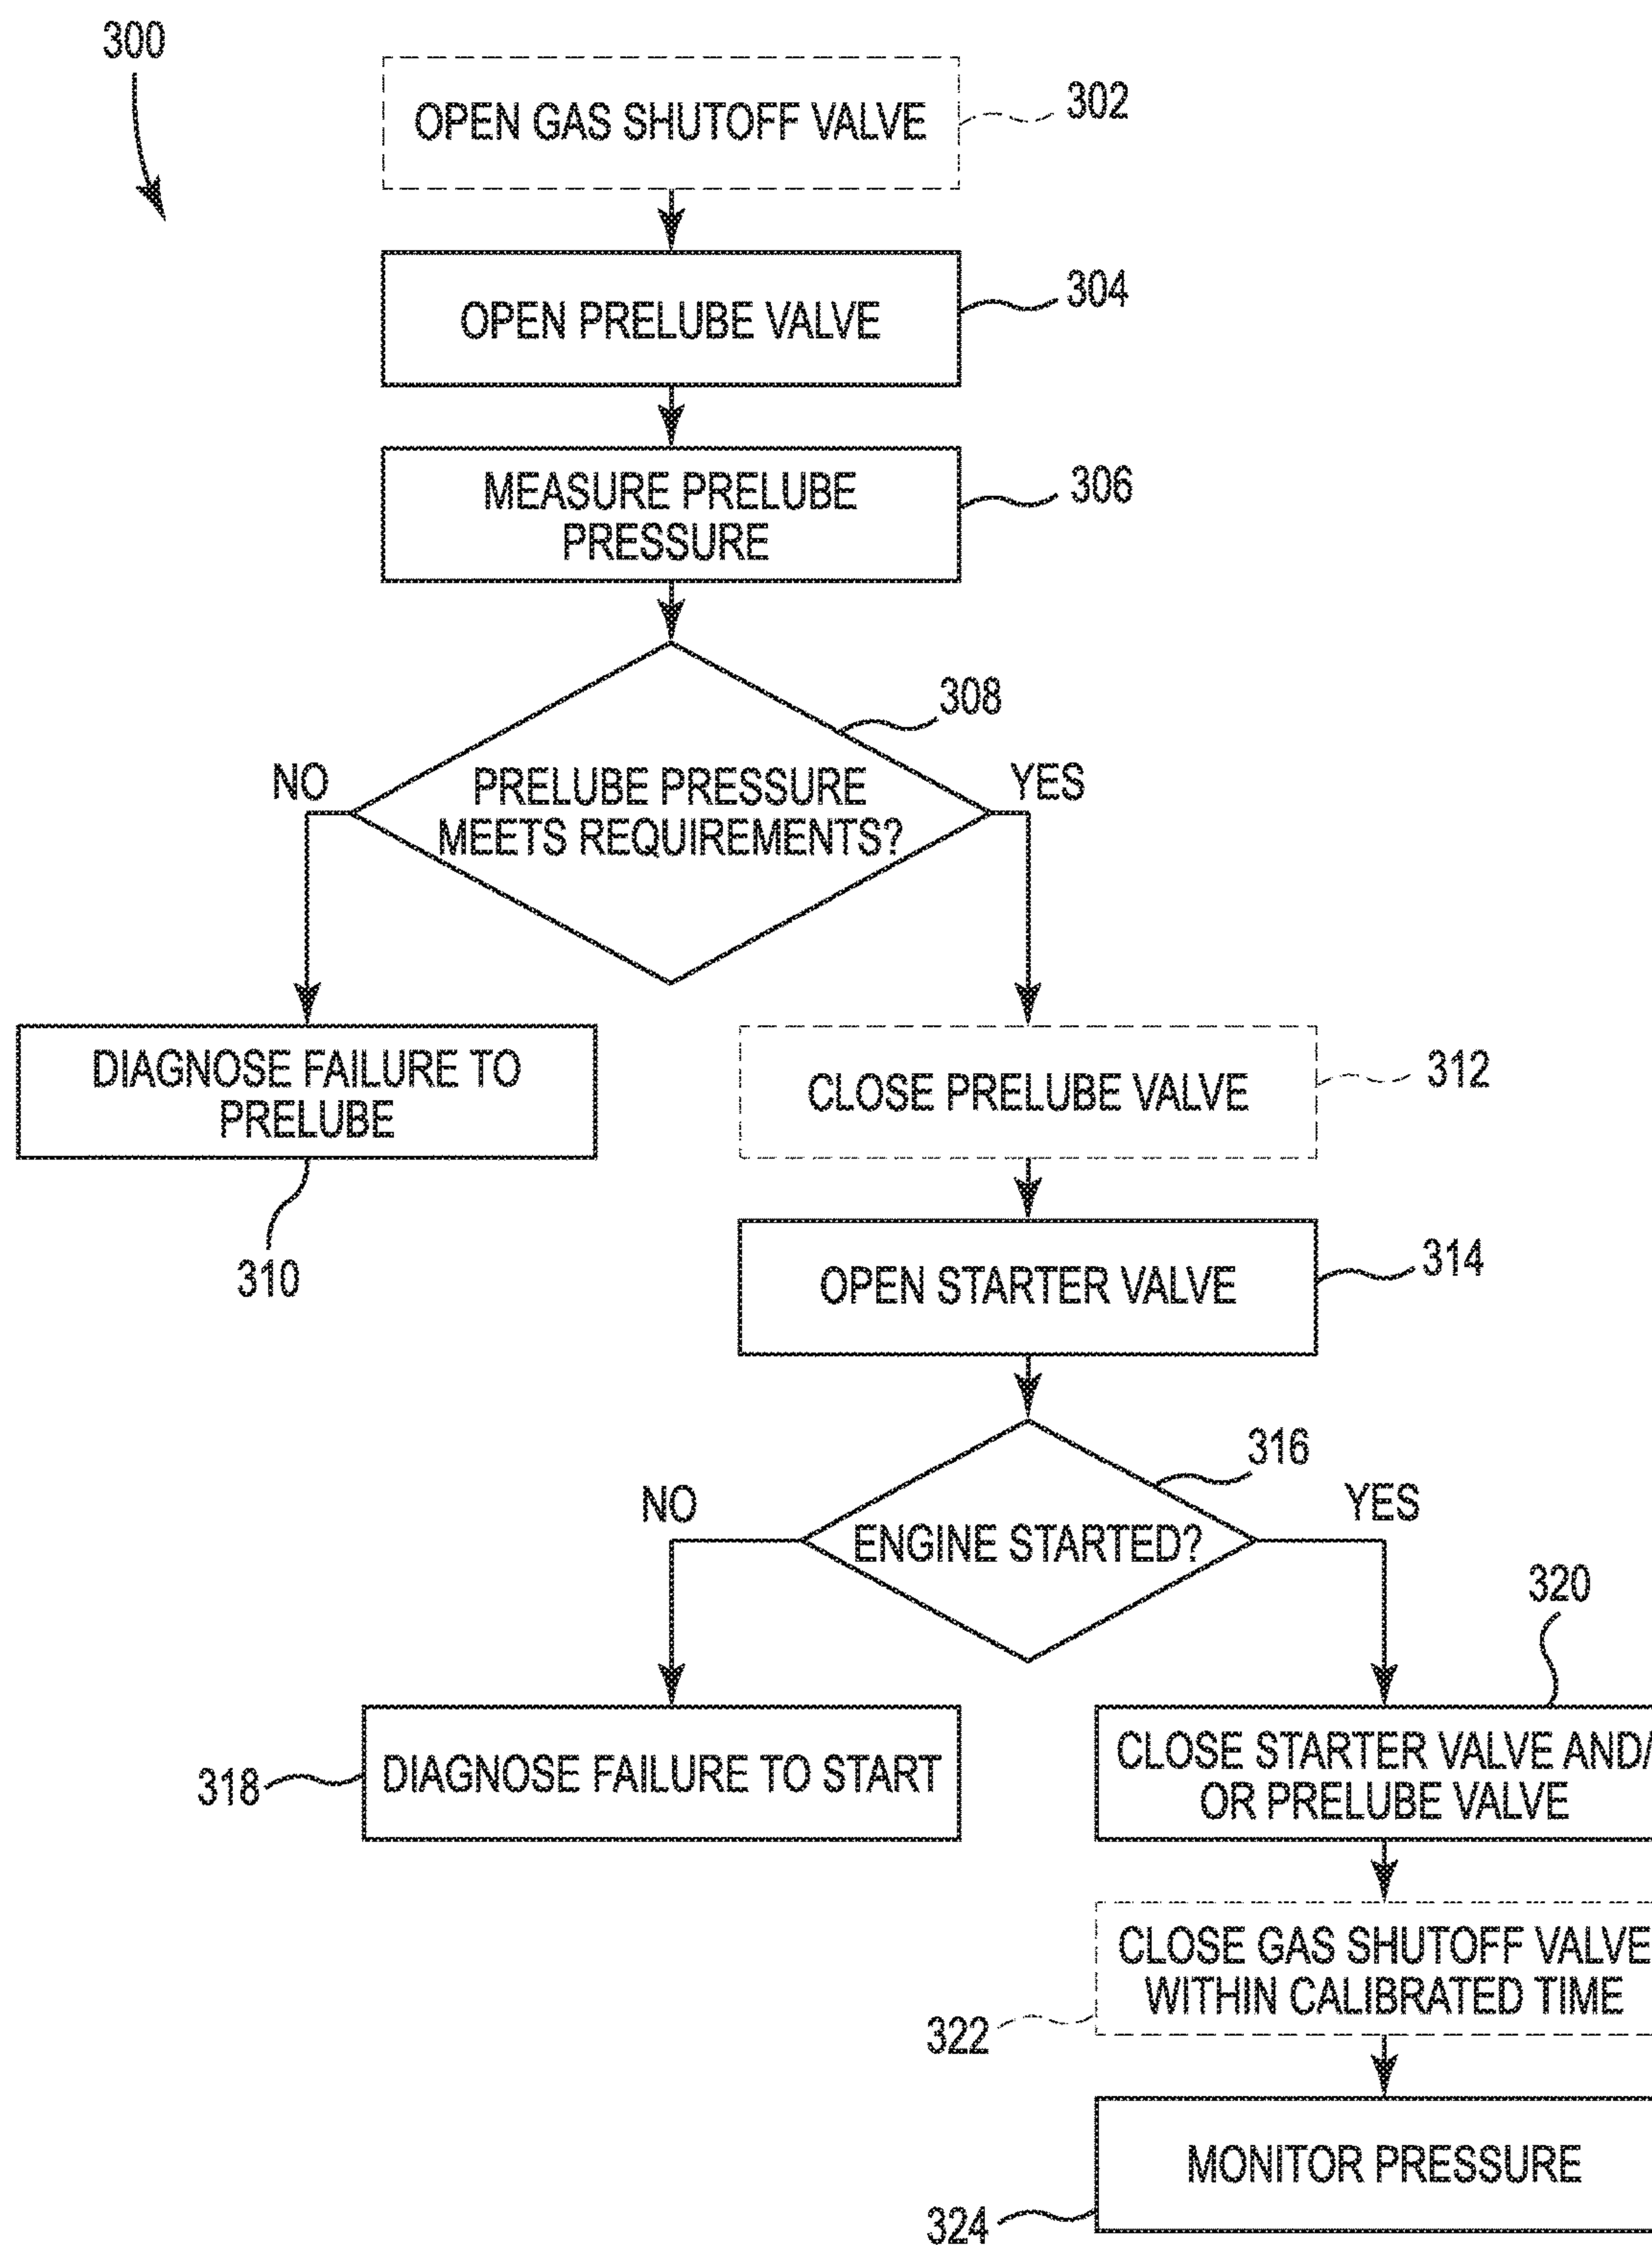 300
OPEN GAS SHUTOFF VALVE
302
OPEN PRELUBE VALVE
304
MEASURE PRELUBE
PRESSURE
306
308
NO
PRELUBE PRESSURE
MEETS REQUIREMENTS?
YES
DIAGNOSE FAILURE TO
PRELUBE
310
CLOSE PRELUBE VALVE
312
OPEN STARTER VALVE
314
316
NO
ENGINE STARTED?
YES
318
DIAGNOSE FAILURE TO START
320
CLOSE STARTER VALVE AND/
OR PRELUBE VALVE
CLOSE GAS SHUTOFF VALVE
WITHIN CALIBRATED TIME
322
MONITOR PRESSURE
324